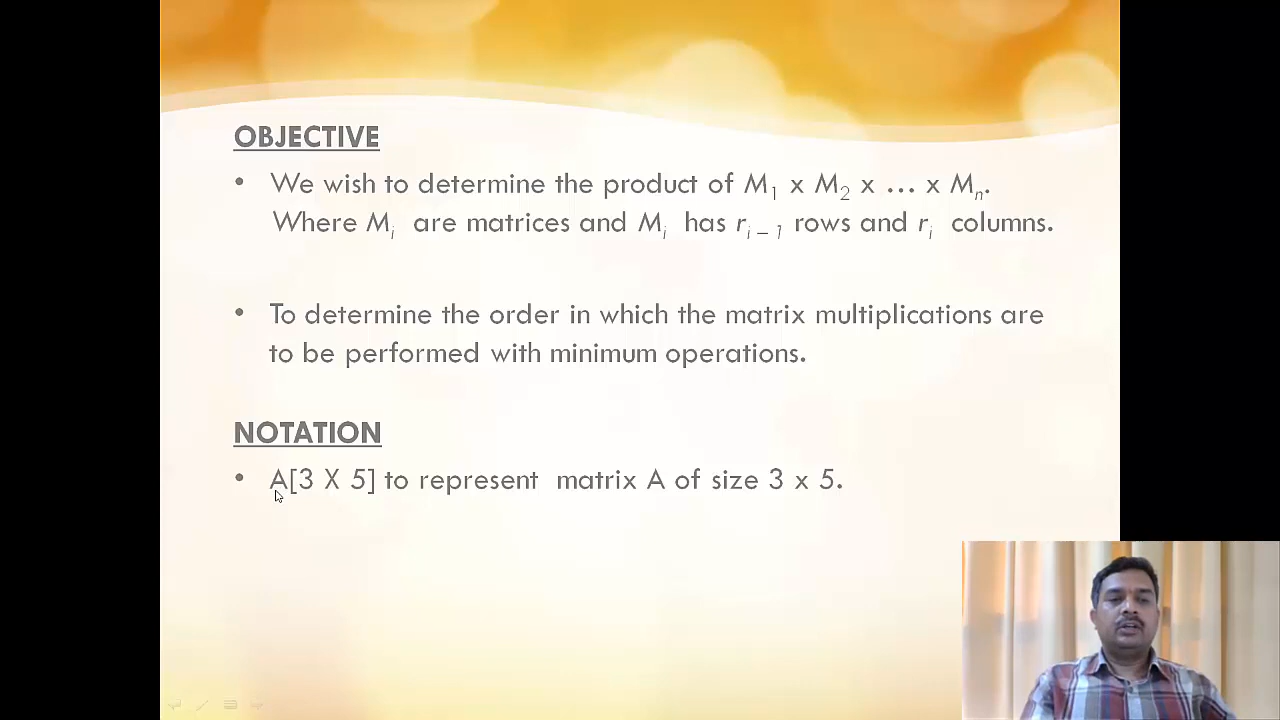 OBJECTIVE
• We wish to determine the product of M₁ x M₂ x … x Mₙ.
Where Mᵢ are matrices and Mᵢ has rᵢ₋₁ rows and rᵢ columns.
• To determine the order in which the matrix multiplications are
to be performed with minimum operations.
NOTATION
• A[3 X 5] to represent matrix A of size 3 x 5.